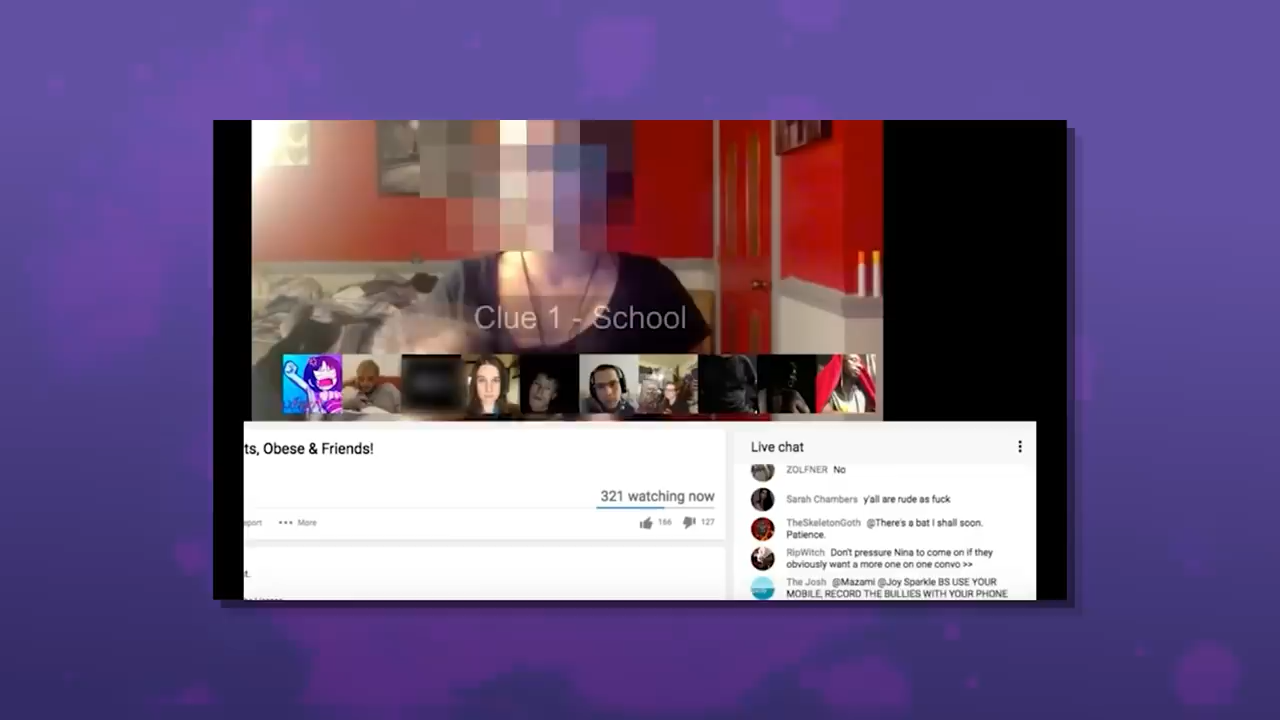 Clue 1 - School
ts, Obese & Friends!
321 watching now
port ••• More
166 127
t.
Live chat
ZOLFNER No
Sarah Chambers y'all are rude as fuck
TheSkeletonGoth @There's a bat I shall soon.
Patience.
RipWitch Don't pressure Nina to come on if they
obviously want a more one on one convo >>
The Josh @Mazami @Joy Sparkle BS USE YOUR
MOBILE, RECORD THE BULLIES WITH YOUR PHONE